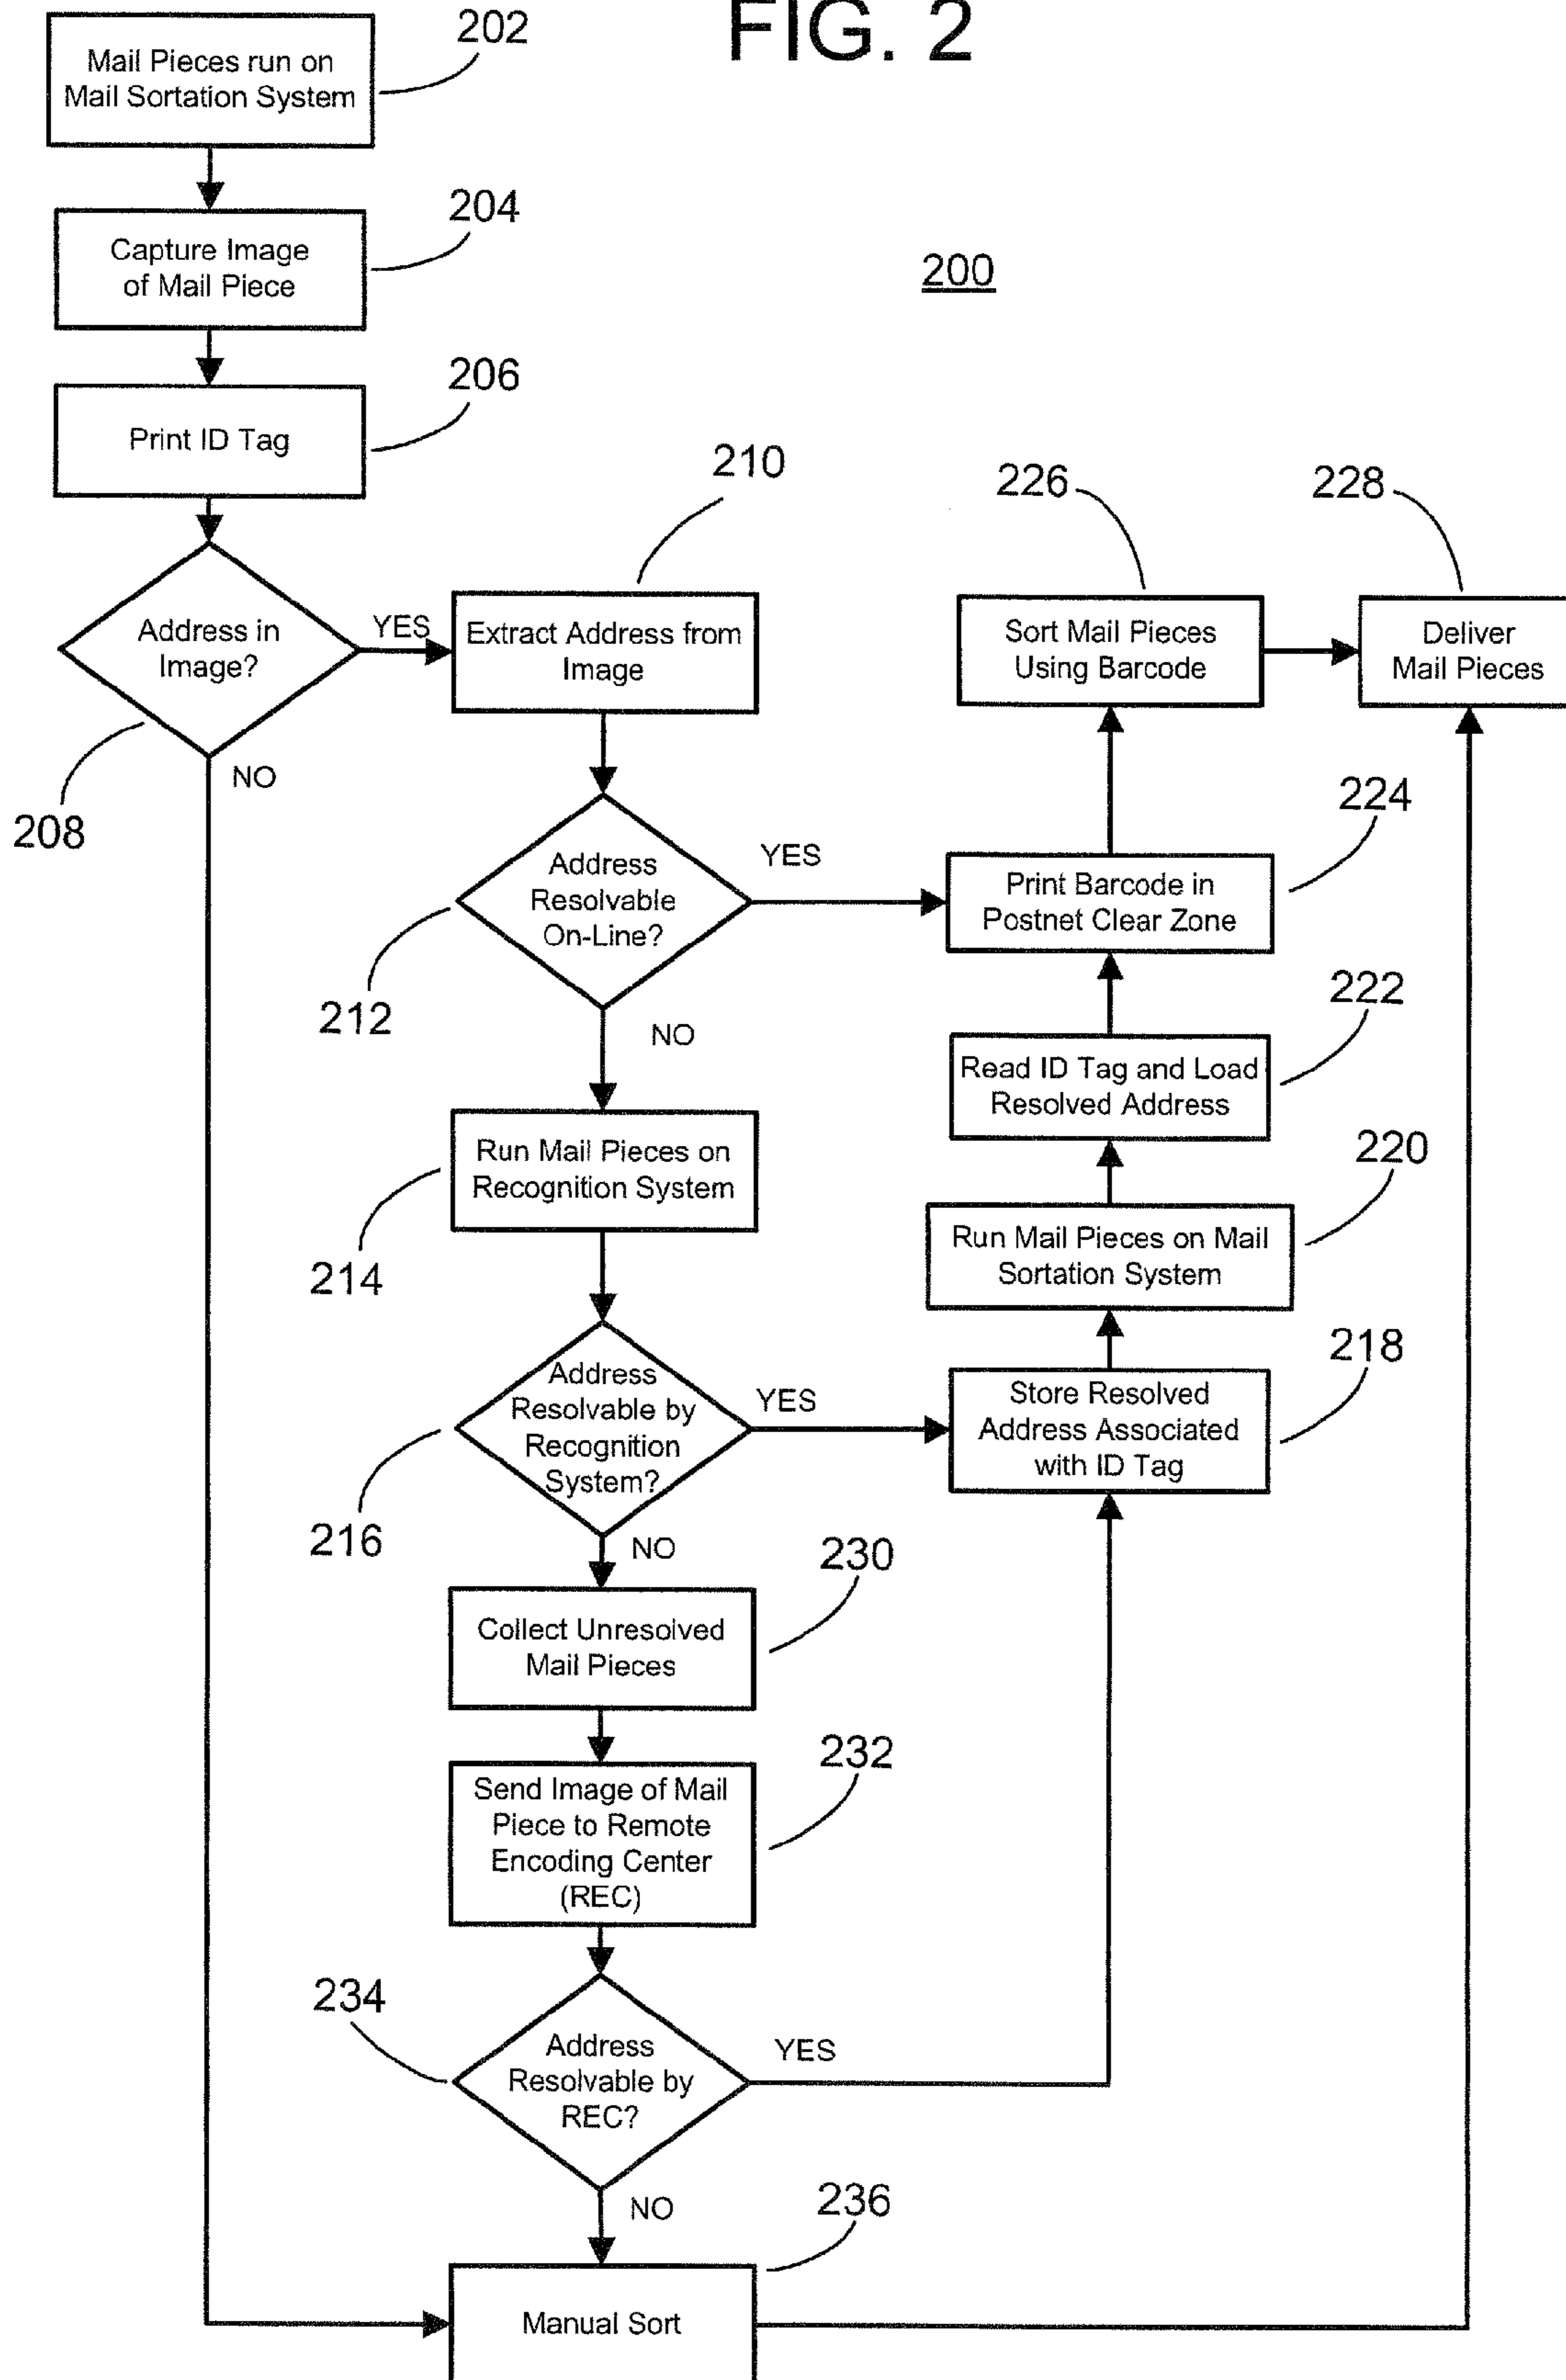 FIG. 2
202
Mail Pieces run on
Mail Sortation System
204
Capture Image
of Mail Piece
200
206
Print ID Tag
210
226
228
Address in
Image?
YES
Extract Address from
Image
Sort Mail Pieces
Using Barcode
Deliver
Mail Pieces
NO
208
Address
Resolvable
On-Line?
YES
224
Print Barcode in
Postnet Clear Zone
212
NO
222
Read ID Tag and Load
Resolved Address
Run Mail Pieces on
Recognition System
214
220
Run Mail Pieces on Mail
Sortation System
Address
Resolvable by
Recognition
System?
YES
218
Store Resolved
Address Associated
with ID Tag
216
NO
230
Collect Unresolved
Mail Pieces
232
Send Image of Mail
Piece to Remote
Encoding Center
(REC)
234
Address
Resolvable by
REC?
YES
NO
236
Manual Sort